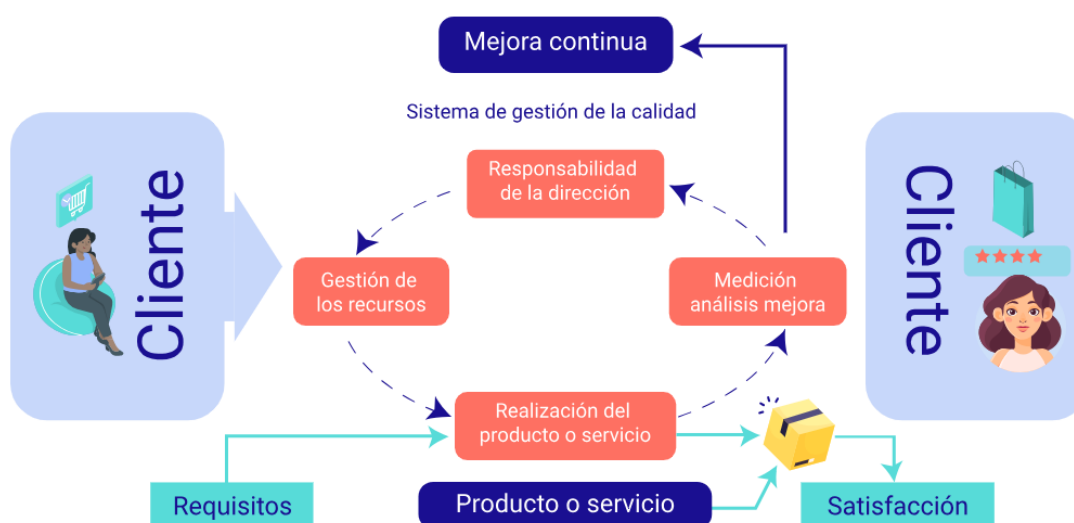 Mejora continua
Sistema de gestión de la calidad
Cliente
Responsabilidad
de la dirección
Gestión de
los recursos
Medición
análisis mejora
Cliente
Realización del
producto o servicio
Requisitos
Producto o servicio
Satisfacción